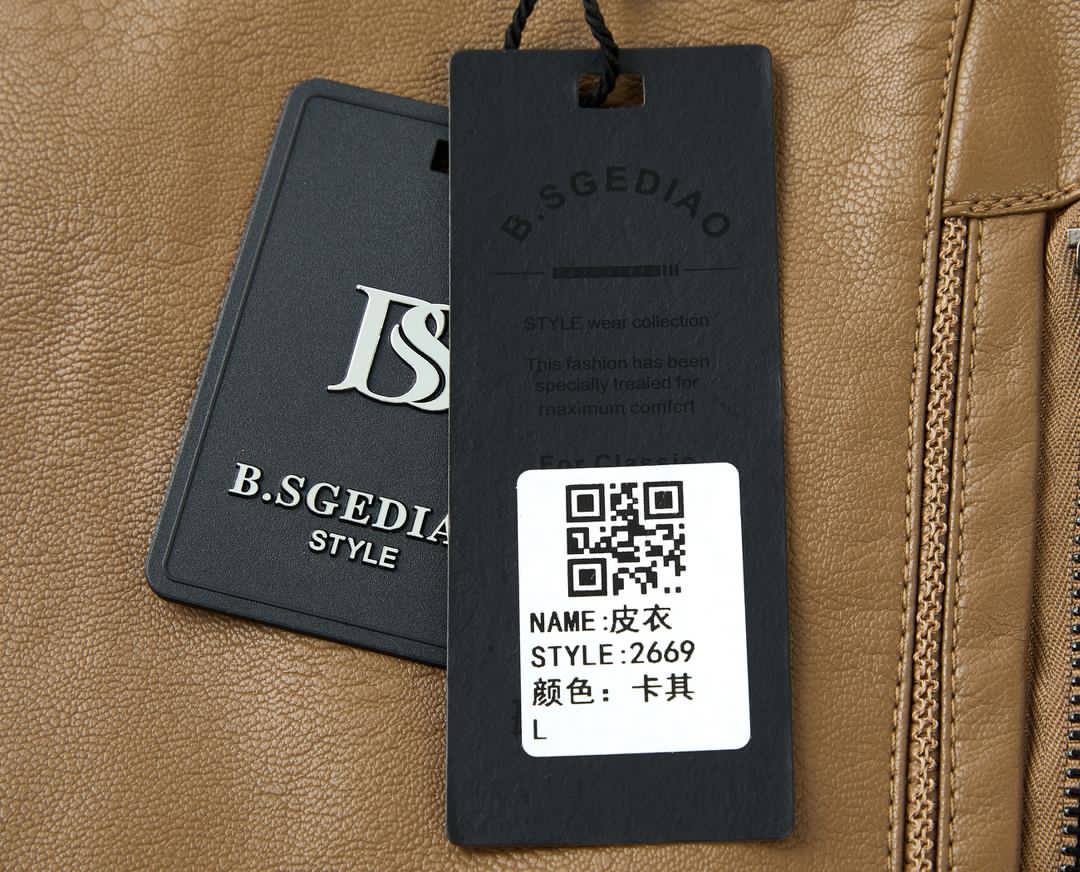 BS
B.SGEDIA
STYLE
B.SGEDIAO
STYLE wear collection
This fashion has been
specially treated for
maximum comfort
For Classic
NAME:皮衣
STYLE:2669
颜色：卡其
L